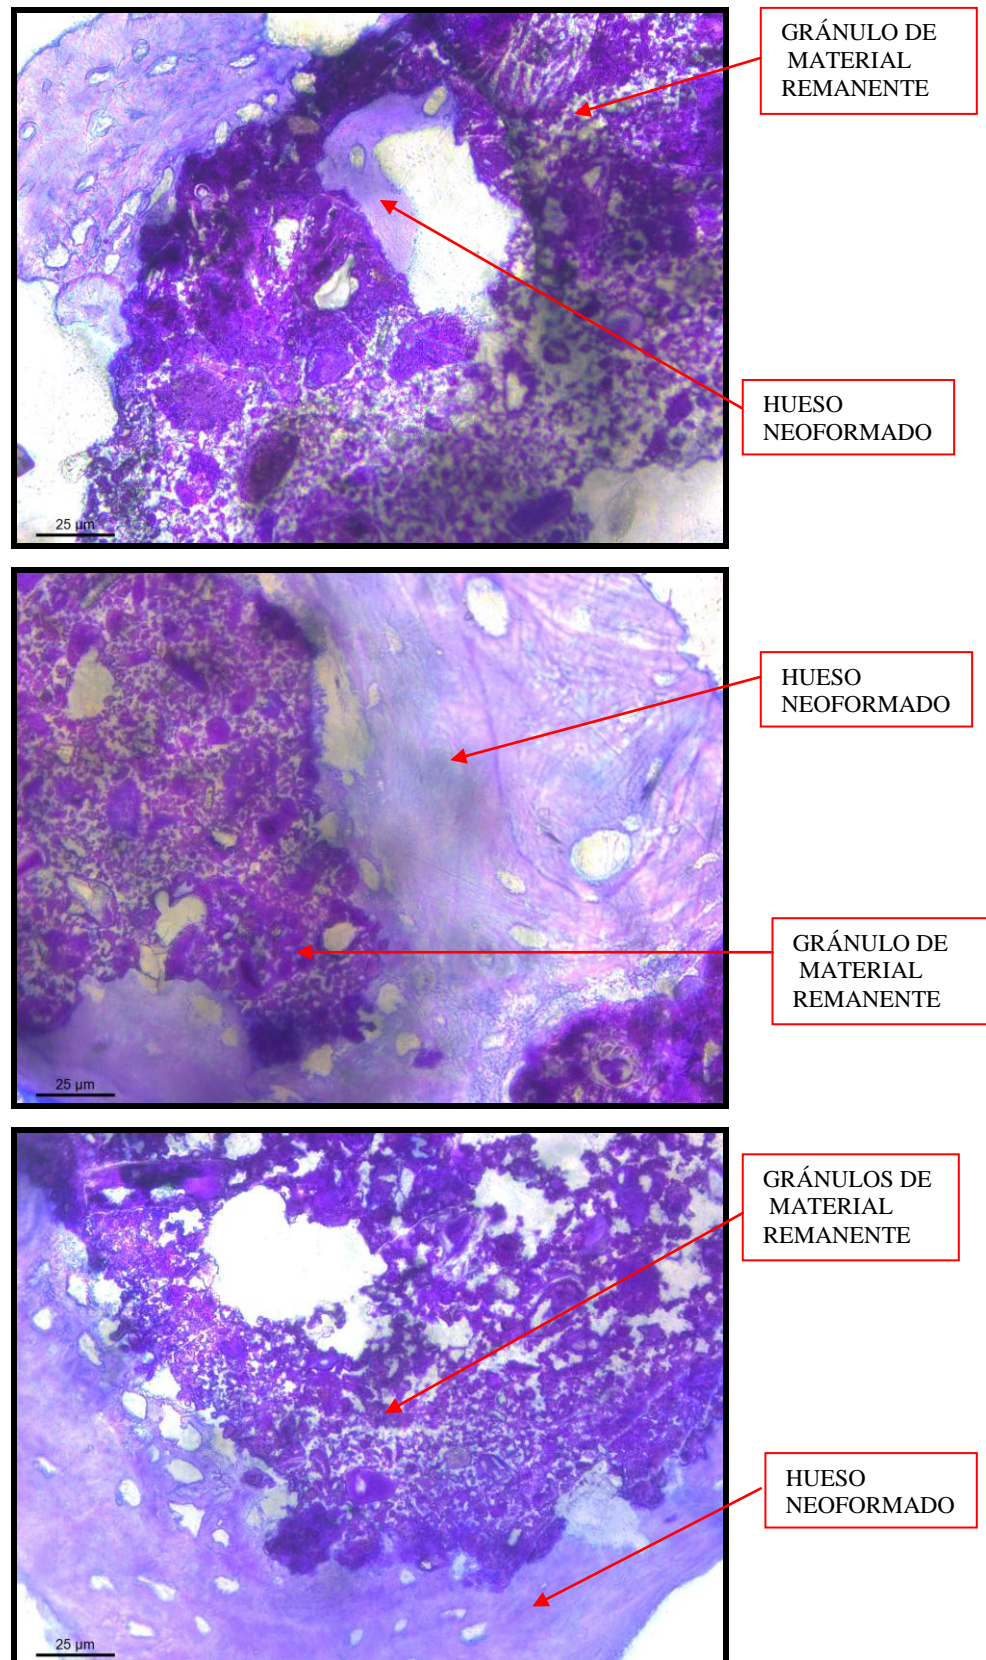 GRÁNULO DE
MATERIAL
REMANENTE
HUESO
NEOFORMADO
25 µm
HUESO
NEOFORMADO
GRÁNULO DE
MATERIAL
REMANENTE
25 µm
GRÁNULOS DE
MATERIAL
REMANENTE
HUESO
NEOFORMADO
25 µm